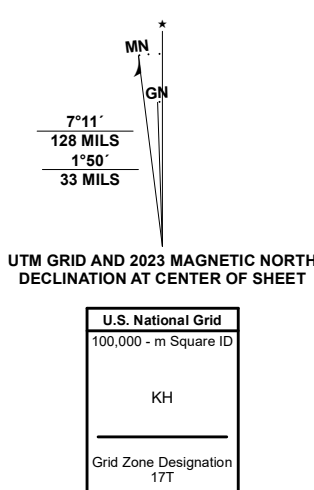 ★
MN
GN
7°11´
128 MILS
1°50´
33 MILS
UTM GRID AND 2023 MAGNETIC NORTH
DECLINATION AT CENTER OF SHEET
U.S. National Grid
100,000 - m Square ID
KH
Grid Zone Designation
17T